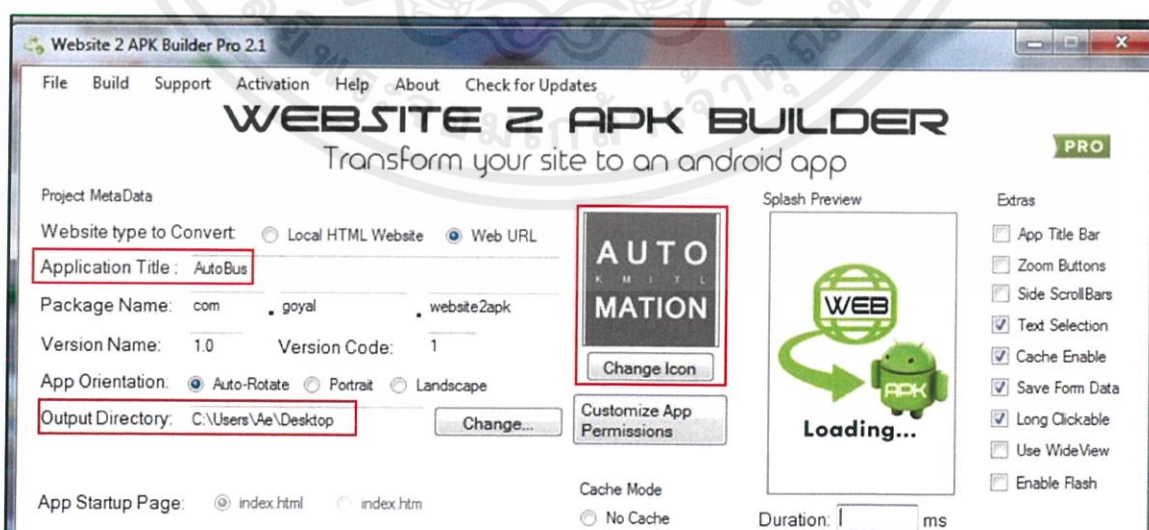 Website 2 APK Builder Pro 2.1
File Build Support Activation Help About Check for Updates
WEBSITE 2 APK BUILDER
Transform your site to an android app
PRO
Project MetaData
Website type to Convert: Local HTML Website Web URL
Application Title : AutoBus
Package Name: com . goyal . website2apk
Version Name: 1.0 Version Code: 1
App Orientation: Auto-Rotate Portrait Landscape
Output Directory: C:\Users\Ae\Desktop Change...
App Startup Page: index.html index.htm
AUTO
KMITL
MATION
Change Icon
Customize App
Permissions
Cache Mode
No Cache
Splash Preview
WEB
APK
Loading...
Duration: ms
Extras
App Title Bar
Zoom Buttons
Side ScrollBars
Text Selection
Cache Enable
Save Form Data
Long Clickable
Use WideView
Enable Flash